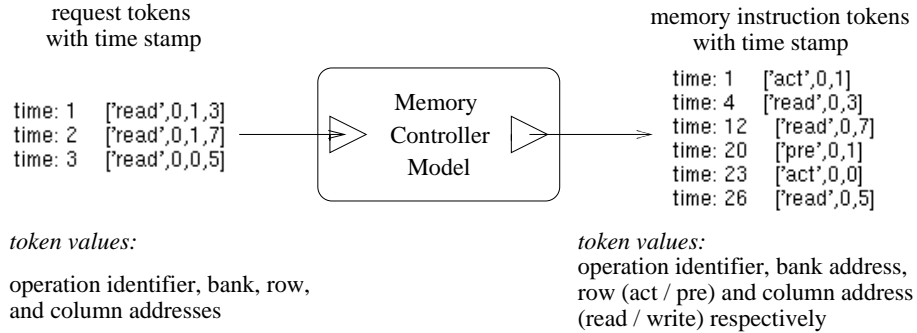 request tokens
with time stamp
time: 1 ['read',0,1,3]
time: 2 ['read',0,1,7]
time: 3 ['read',0,0,5]
token values:
operation identifier, bank, row,
and column addresses
Memory
Controller
Model
memory instruction tokens
with time stamp
time: 1 ['act',0,1]
time: 4 ['read',0,3]
time: 12 ['read',0,7]
time: 20 ['pre',0,1]
time: 23 ['act',0,0]
time: 26 ['read',0,5]
token values:
operation identifier, bank address,
row (act / pre) and column address
(read / write) respectively